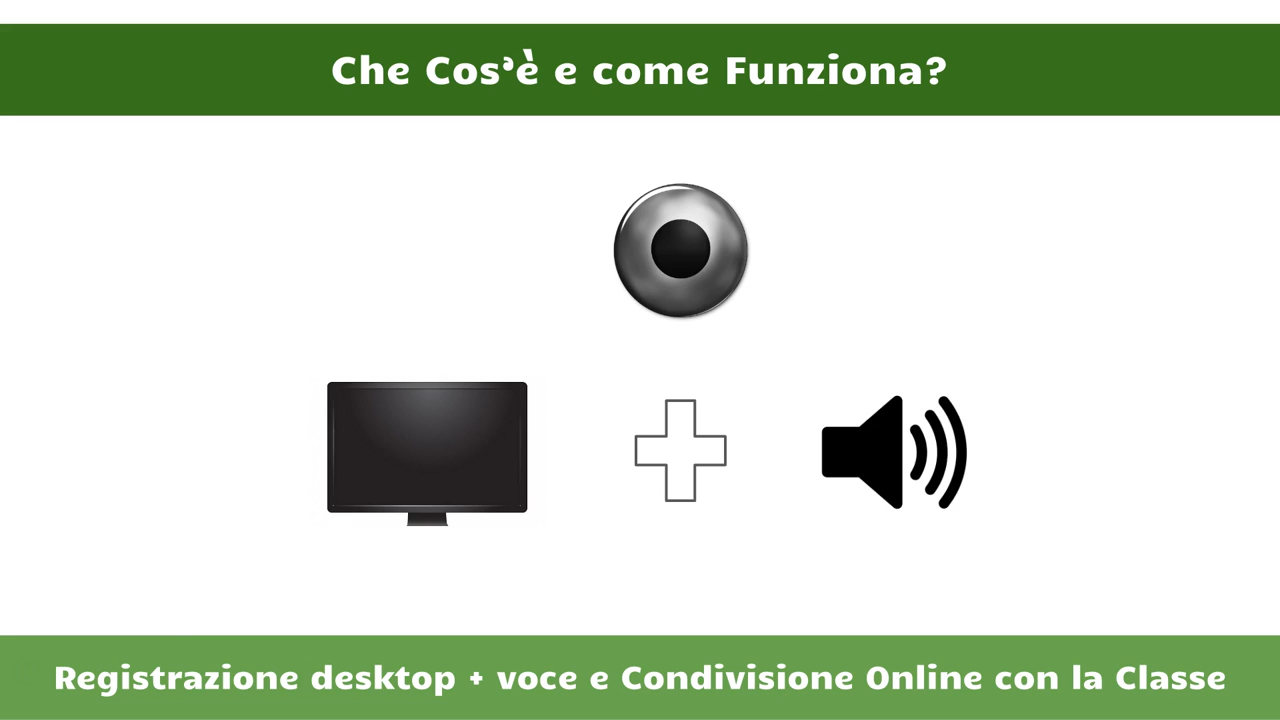 Che Cos’è e come Funziona?
Registrazione desktop + voce e Condivisione Online con la Classe